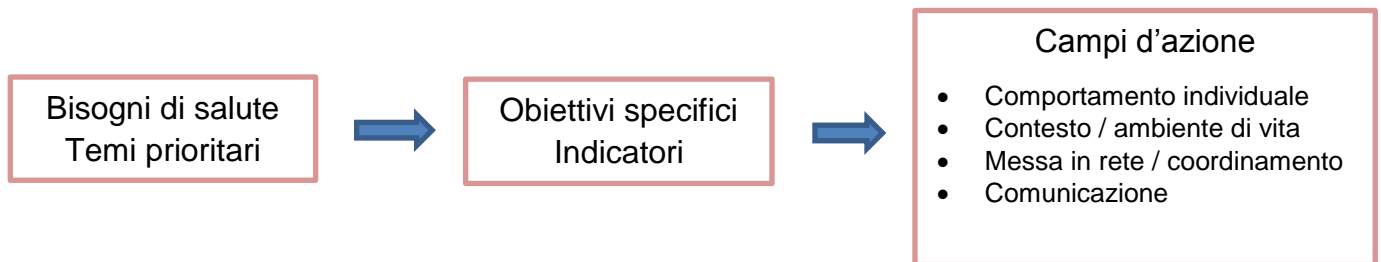 Bisogni di salute
Temi prioritari
Obiettivi specifici
Indicatori
Campi d’azione
• Comportamento individuale
• Contesto / ambiente di vita
• Messa in rete / coordinamento
• Comunicazione